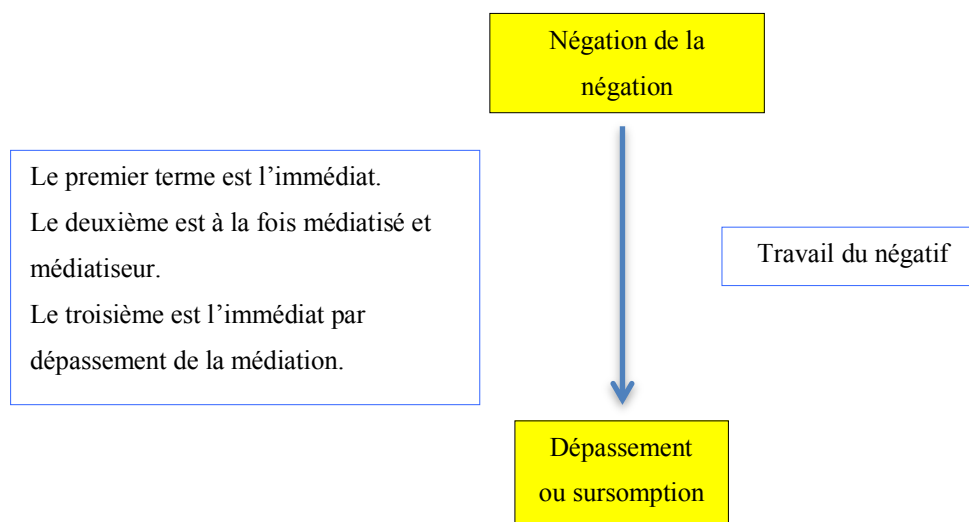 Négation de la
négation
Le premier terme est l’immédiat.
Le deuxième est à la fois médiatisé et
médiatiseur.
Le troisième est l’immédiat par
dépassement de la médiation.
Travail du négatif
Dépassement
ou sursomption